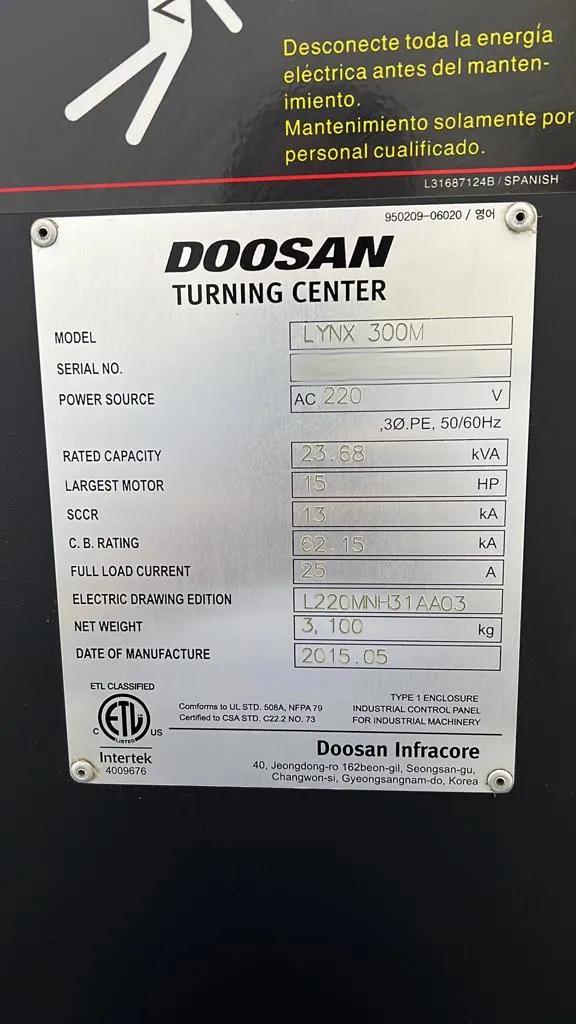 Desconecte toda la energía
eléctrica antes del manten-
imiento.
Mantenimiento solamente por
personal cualificado.
L31687124B / SPANISH
950209-06020 / 영어
DOOSAN
TURNING CENTER
MODEL LYNX 300M
SERIAL NO.
POWER SOURCE AC 220 V
,3Ø.PE, 50/60Hz
RATED CAPACITY 23.68 kVA
LARGEST MOTOR 15 HP
SCCR 13 kA
C. B. RATING 62.15 kA
FULL LOAD CURRENT 25 A
ELECTRIC DRAWING EDITION L220MNH31AA03
NET WEIGHT 3, 100 kg
DATE OF MANUFACTURE 2015.05
ETL CLASSIFIED
C ETL US
LISTED
Intertek
4009676
Comforms to UL STD. 508A, NFPA 79
Certified to CSA STD. C22.2 NO. 73
TYPE 1 ENCLOSURE
INDUSTRIAL CONTROL PANEL
FOR INDUSTRIAL MACHINERY
Doosan Infracore
40, Jeongdong-ro 162beon-gil, Seongsan-gu,
Changwon-si, Gyeongsangnam-do, Korea